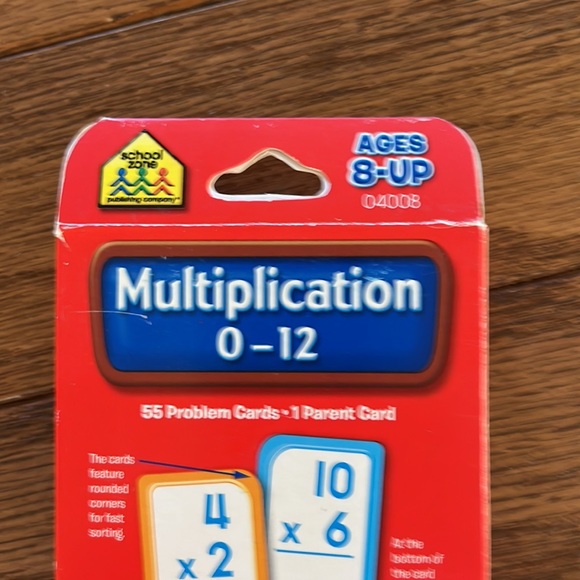 school
zone
publishing company™
AGES
8-UP
04008
Multiplication
0-12
55 Problem Cards • 1 Parent Card
The cards
feature
rounded
corners
for fast
sorting.
10
x 6
4
x 2
At the
bottom of
the card